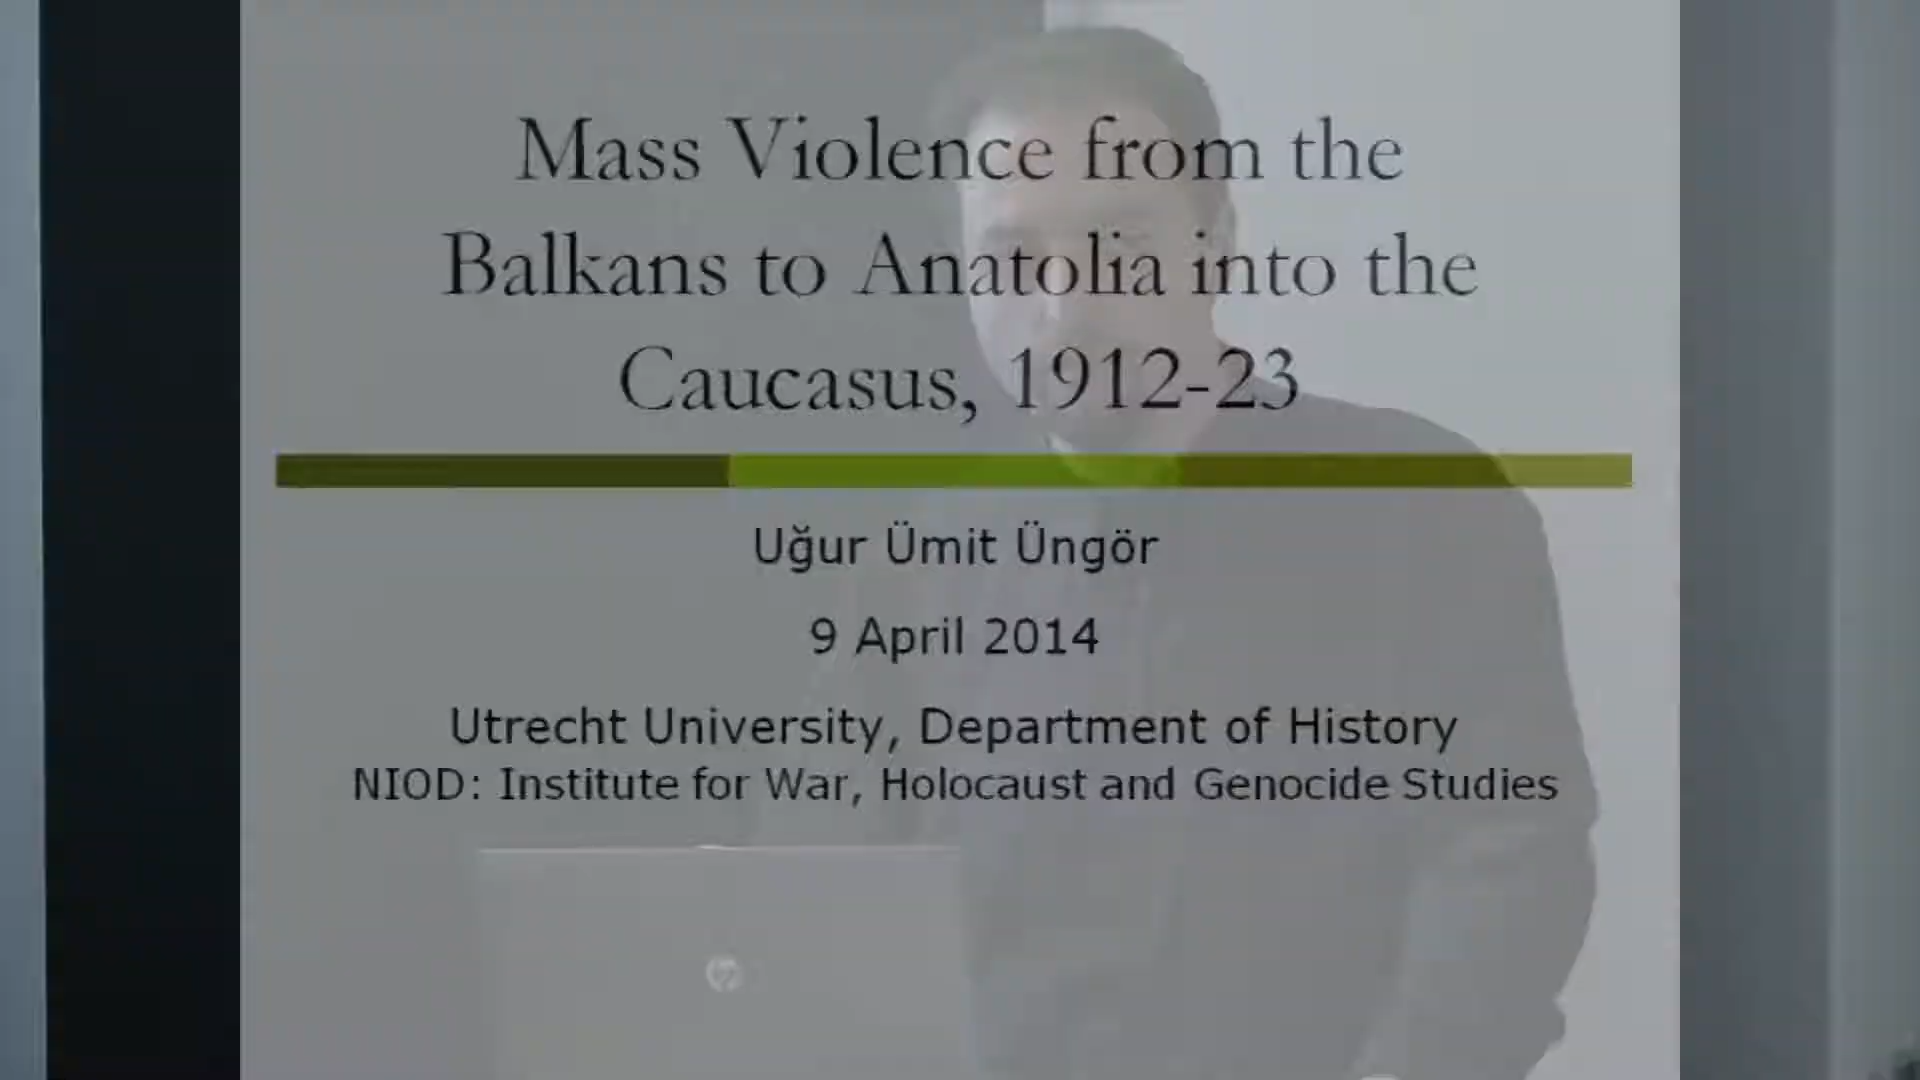 Mass Violence from the
Balkans to Anatolia into the
Caucasus, 1912-23
Uğur Ümit Üngör
9 April 2014
Utrecht University, Department of History
NIOD: Institute for War, Holocaust and Genocide Studies
hp